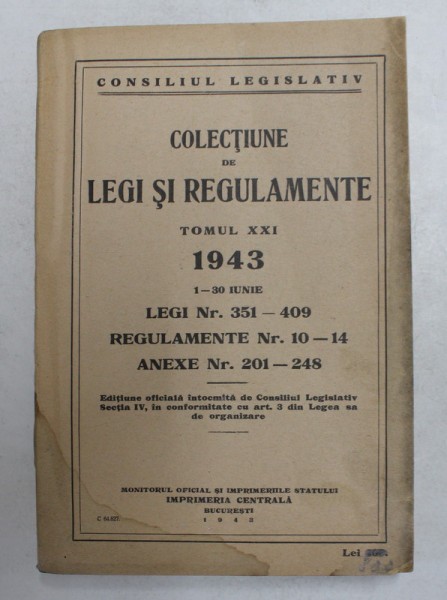 CONSILIUL LEGISLATIV
COLECȚIUNE
DE
LEGI ȘI REGULAMENTE
TOMUL XXI
1943
1—30 IUNIE
LEGI Nr. 351 — 409
REGULAMENTE Nr. 10 — 14
ANEXE Nr. 201 — 248
Edițiune oficială întocmită de Consiliul Legislativ
Secția IV, în conformitate cu art. 3 din Legea sa
de organizare
MONITORUL OFICIAL ȘI IMPRIMERIILE STATULUI
IMPRIMERIA CENTRALĂ
BUCUREȘTI
1943
Lei